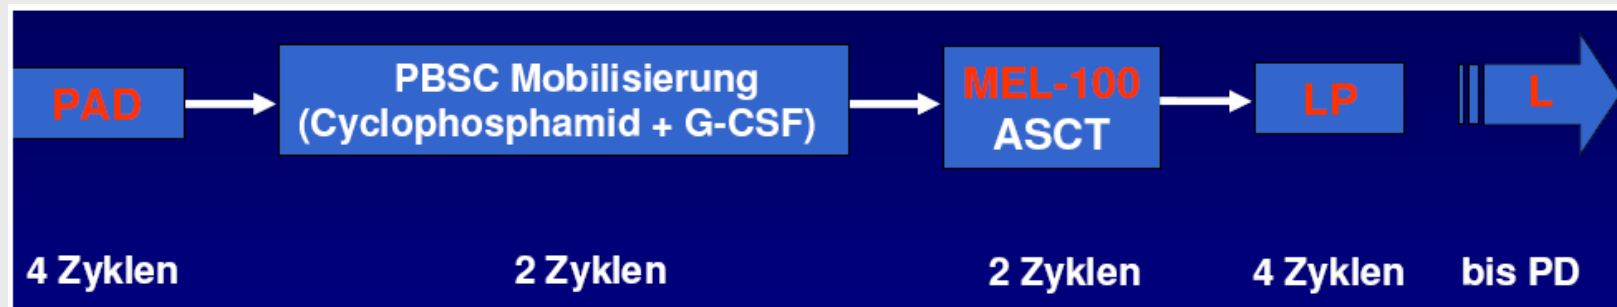 PAD
PBSC Mobilisierung
(Cyclophosphamid + G-CSF)
MEL-100
ASCT
LP
L
4 Zyklen
2 Zyklen
2 Zyklen
4 Zyklen
bis PD